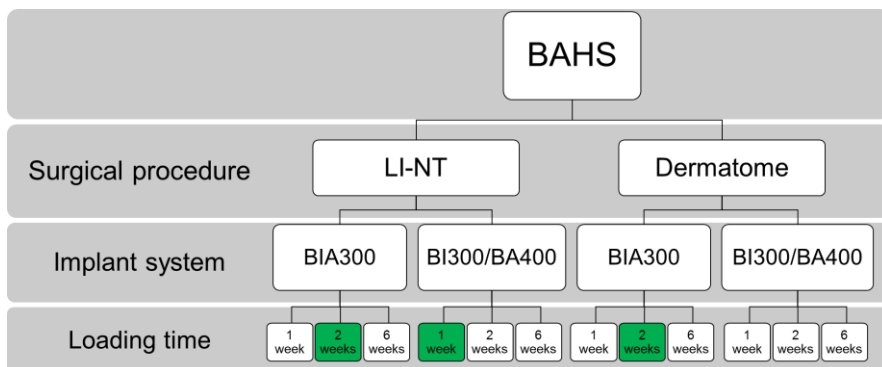 BAHS
Surgical procedure LI-NT Dermatome
Implant system BIA300 BI300/BA400 BIA300 BI300/BA400
Loading time 1 week 2 weeks 6 weeks 1 week 2 weeks 6 weeks 1 week 2 weeks 6 weeks 1 week 2 weeks 6 weeks